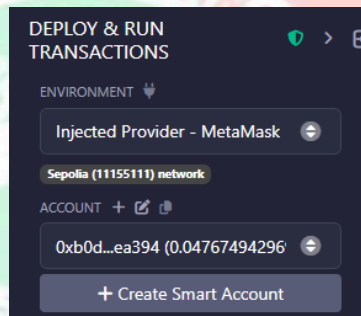 DEPLOY & RUN
TRANSACTIONS
ENVIRONMENT
Injected Provider - MetaMask
Sepolia (11155111) network
ACCOUNT
0xb0d...ea394 (0.04767494296
+ Create Smart Account